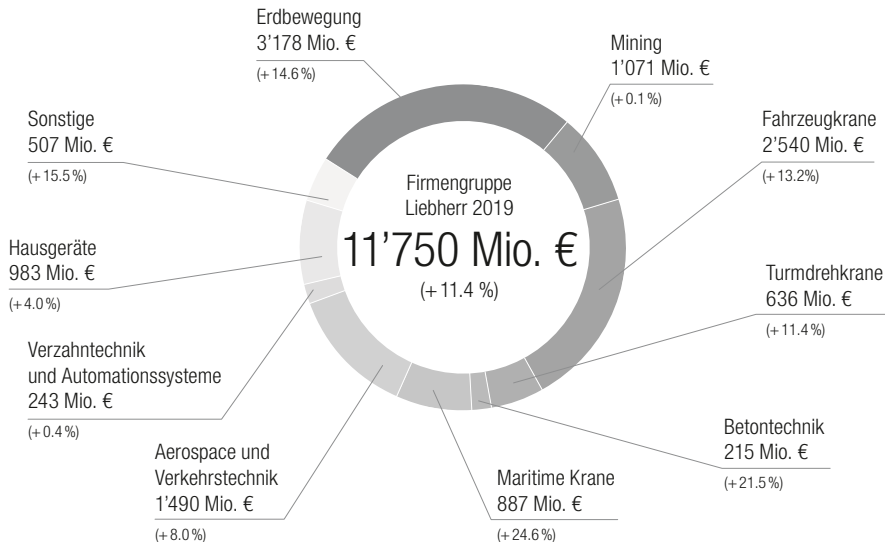 Erdbewegung
3’178 Mio. €
(+ 14.6 %)
Mining
1’071 Mio. €
(+ 0.1 %)
Fahrzeugkrane
2’540 Mio. €
(+ 13.2%)
Turmdrehkrane
636 Mio. €
(+ 11.4 %)
Betontechnik
215 Mio. €
(+ 21.5 %)
Maritime Krane
887 Mio. €
(+ 24.6 %)
Aerospace und
Verkehrstechnik
1’490 Mio. €
(+ 8.0 %)
Verzahntechnik
und Automationssysteme
243 Mio. €
(+ 0.4 %)
Hausgeräte
983 Mio. €
(+ 4.0 %)
Sonstige
507 Mio. €
(+ 15.5 %)
Firmengruppe
Liebherr 2019
11’750 Mio. €
(+ 11.4 %)